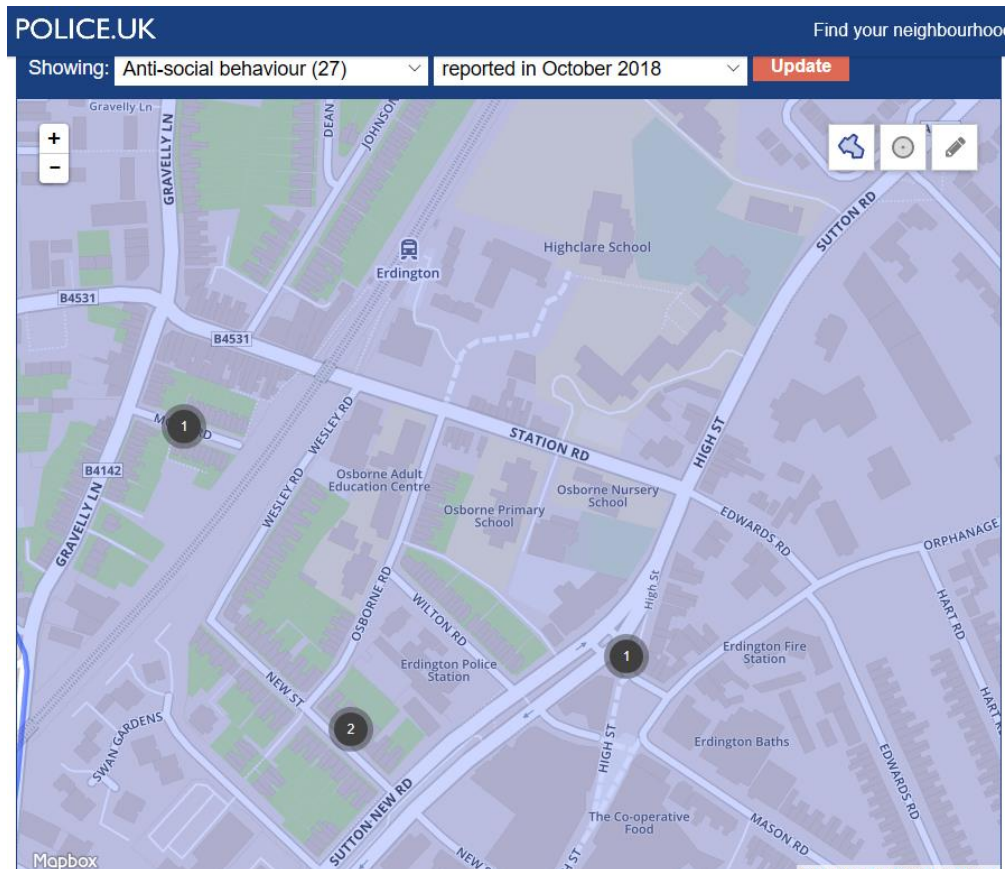 POLICE.UK
Find your neighbourhood
Showing: Anti-social behaviour (27) reported in October 2018 Update
Gravelly Ln
+
−
GRAVELLY LN
JOHNSON
SUTTON RD
Highclare School
Erdington
B4531
B4531
1
WESLEY RD
WESLEY RD
STATION RD
HIGH ST
B4142
GRAVELLY LN
Osborne Adult
Education Centre
Osborne Primary
School
Osborne Nursery
School
EDWARDS RD
ORPHANAGE
OSBORNE RD
WILTON RD
High St
HART RD
HART R
Erdington Police
Station
1
Erdington Fire
Station
NEW ST
2
SWAN GARDENS
HIGH ST
Erdington Baths
EDWARDS RD
SUTTON NEW RD
The Co-operative
Food
MASON RD
NEW
ST
Mapbox